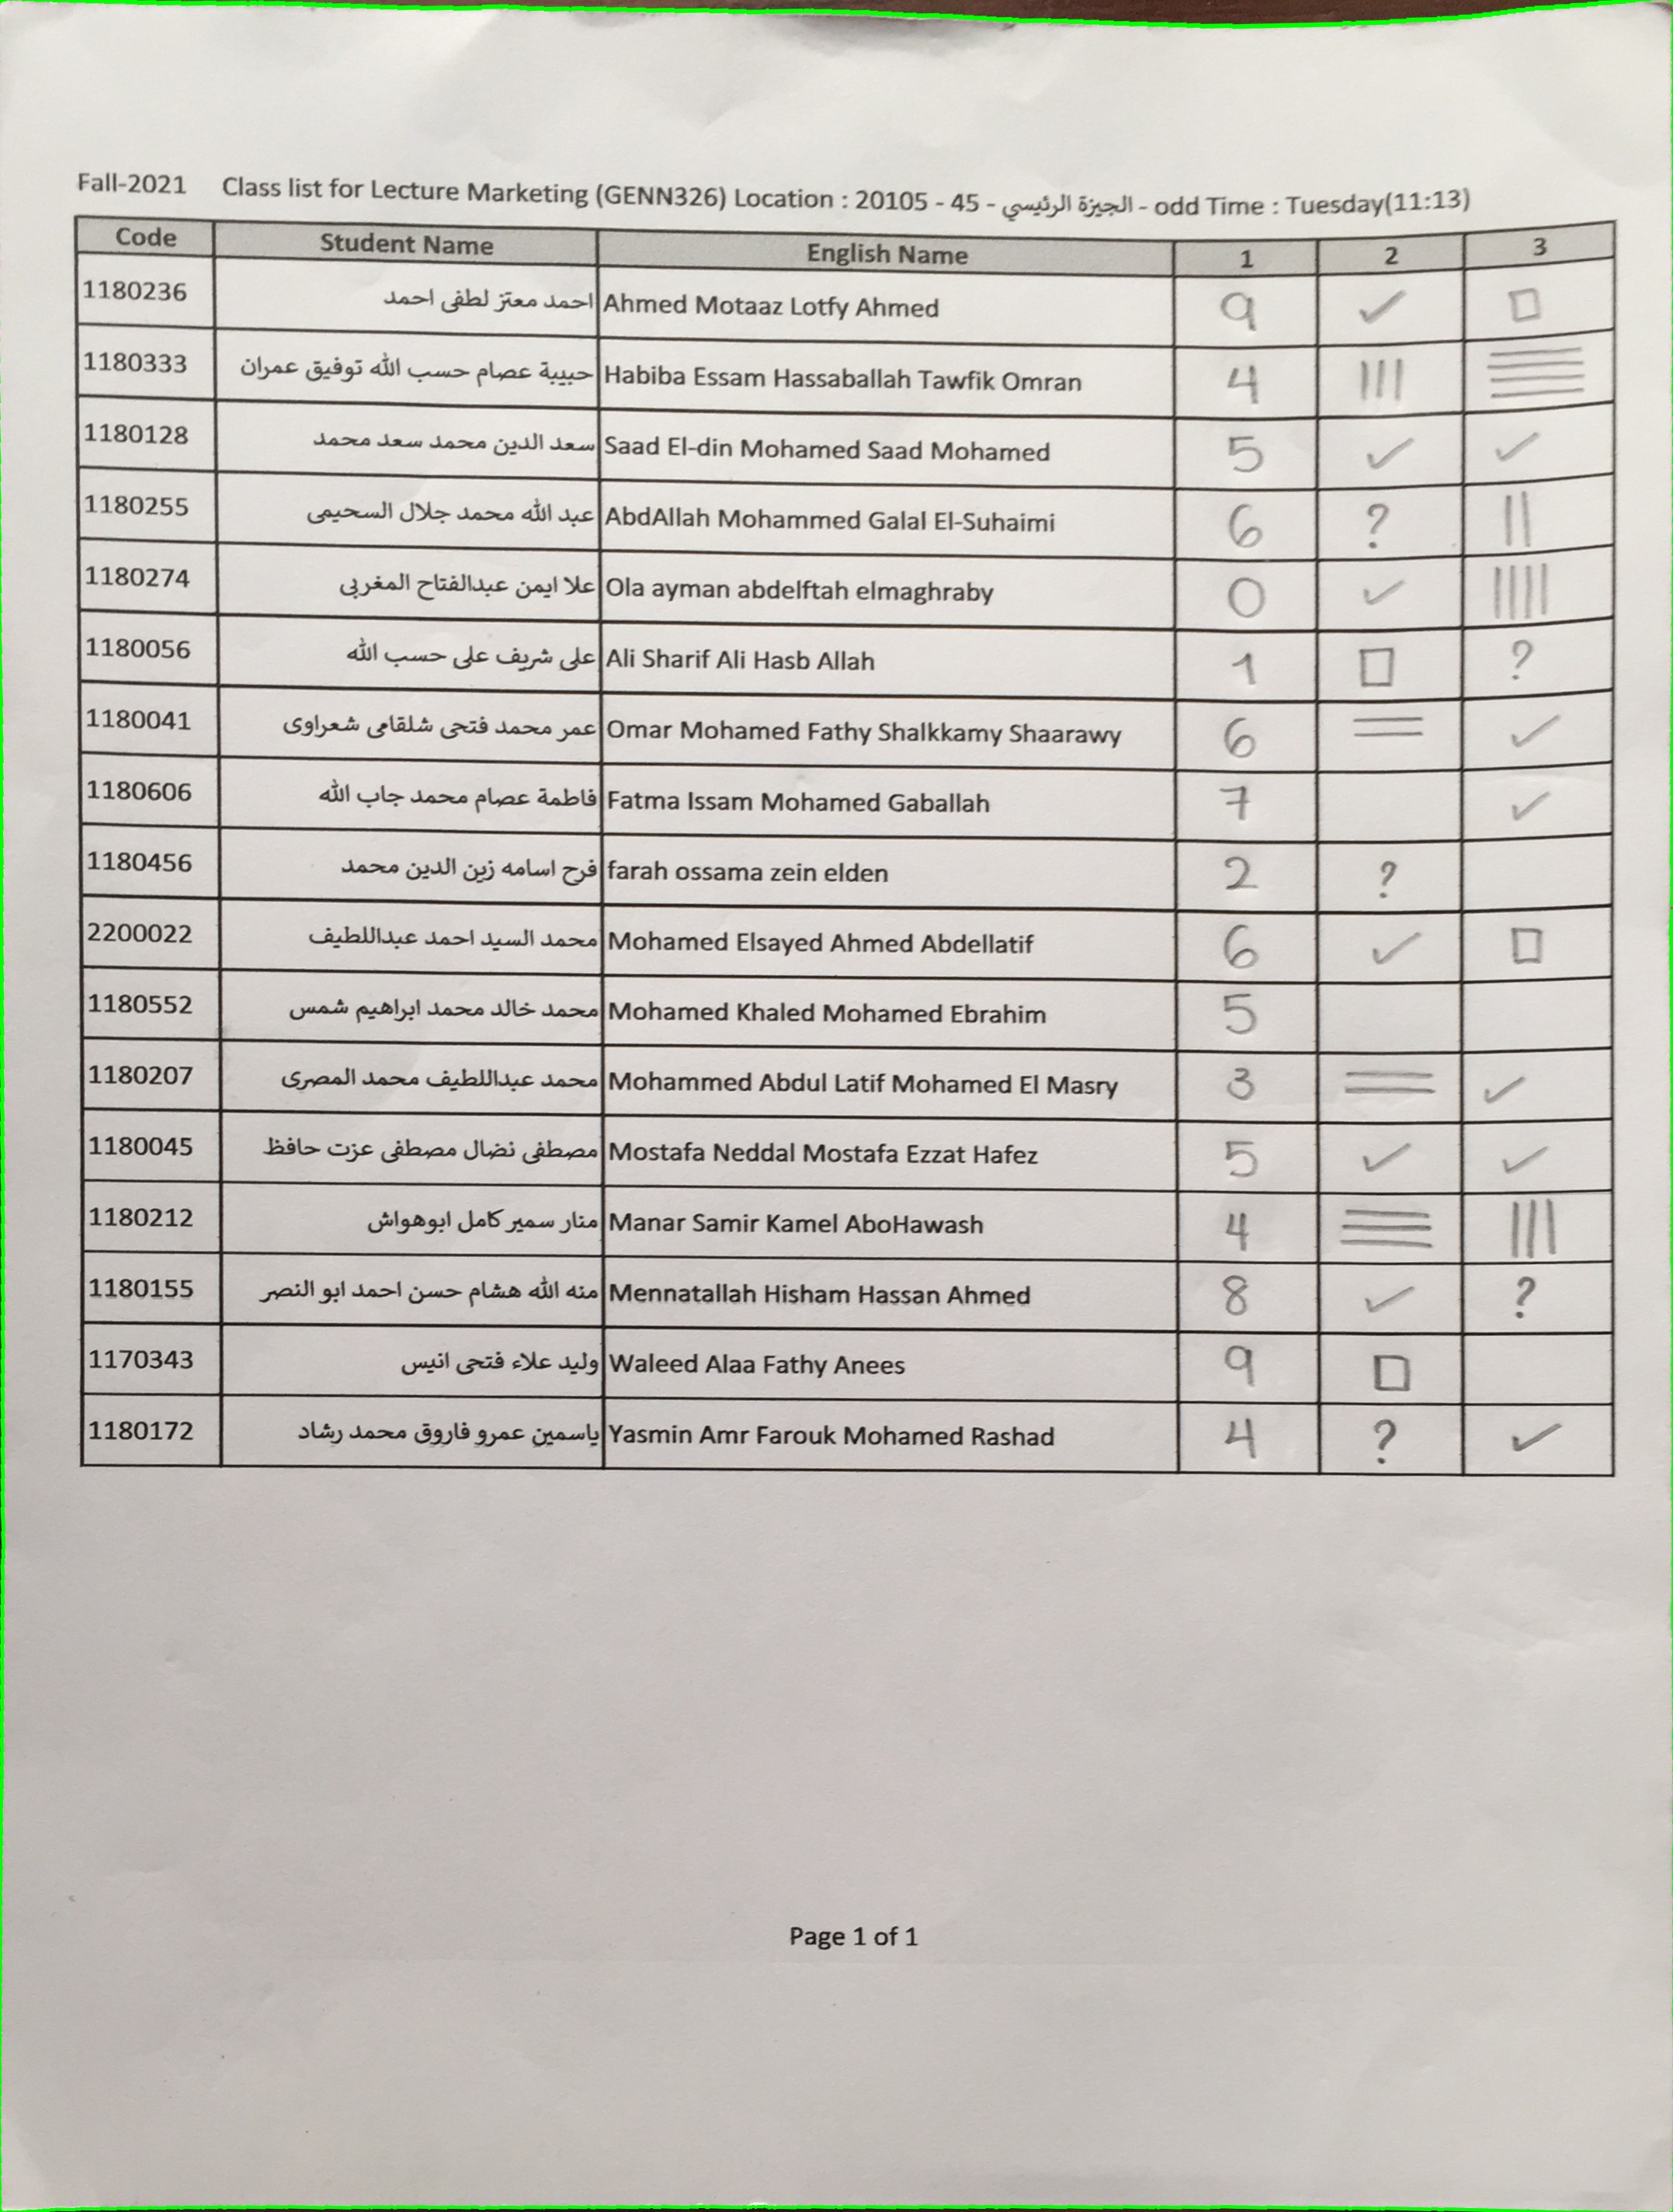 Fall-2021 Class list for Lecture Marketing (GENN326) Location : 20105 - 45 - الجيزة الرئيسي - odd Time : Tuesday(11:13)
Code Student Name English Name 1 2 3
1180236 احمد معتز لطفى احمد Ahmed Motaaz Lotfy Ahmed 9 ✓ □
1180333 حبيبة عصام حسب الله توفيق عمران Habiba Essam Hassaballah Tawfik Omran 4 |||
1180128 سعد الدين محمد سعد محمد Saad El-din Mohamed Saad Mohamed 5 ✓ ✓
1180255 عبد الله محمد جلال السحيمى AbdAllah Mohammed Galal El-Suhaimi 6 ? ||
1180274 علا ايمن عبدالفتاح المغربى Ola ayman abdelftah elmaghraby 0 ✓ ||||
1180056 على شريف على حسب الله Ali Sharif Ali Hasb Allah 1 □ ?
1180041 عمر محمد فتحى شلقامى شعراوى Omar Mohamed Fathy Shalkkamy Shaarawy 6 = ✓
1180606 فاطمة عصام محمد جاب الله Fatma Issam Mohamed Gaballah 7 ✓
1180456 فرح اسامه زين الدين محمد farah ossama zein elden 2 ?
2200022 محمد السيد احمد عبداللطيف Mohamed Elsayed Ahmed Abdellatif 6 ✓ □
1180552 محمد خالد محمد ابراهيم شمس Mohamed Khaled Mohamed Ebrahim 5
1180207 محمد عبداللطيف محمد المصرى Mohammed Abdul Latif Mohamed El Masry 3 = ✓
1180045 مصطفى نضال مصطفى عزت حافظ Mostafa Neddal Mostafa Ezzat Hafez 5 ✓ ✓
1180212 منار سمير كامل ابوهواش Manar Samir Kamel AboHawash 4 ≡ |||
1180155 منه الله هشام حسن احمد ابو النصر Mennatallah Hisham Hassan Ahmed 8 ✓ ?
1170343 وليد علاء فتحى انيس Waleed Alaa Fathy Anees 9 □
1180172 ياسمين عمرو فاروق محمد رشاد Yasmin Amr Farouk Mohamed Rashad 4 ? ✓
Page 1 of 1